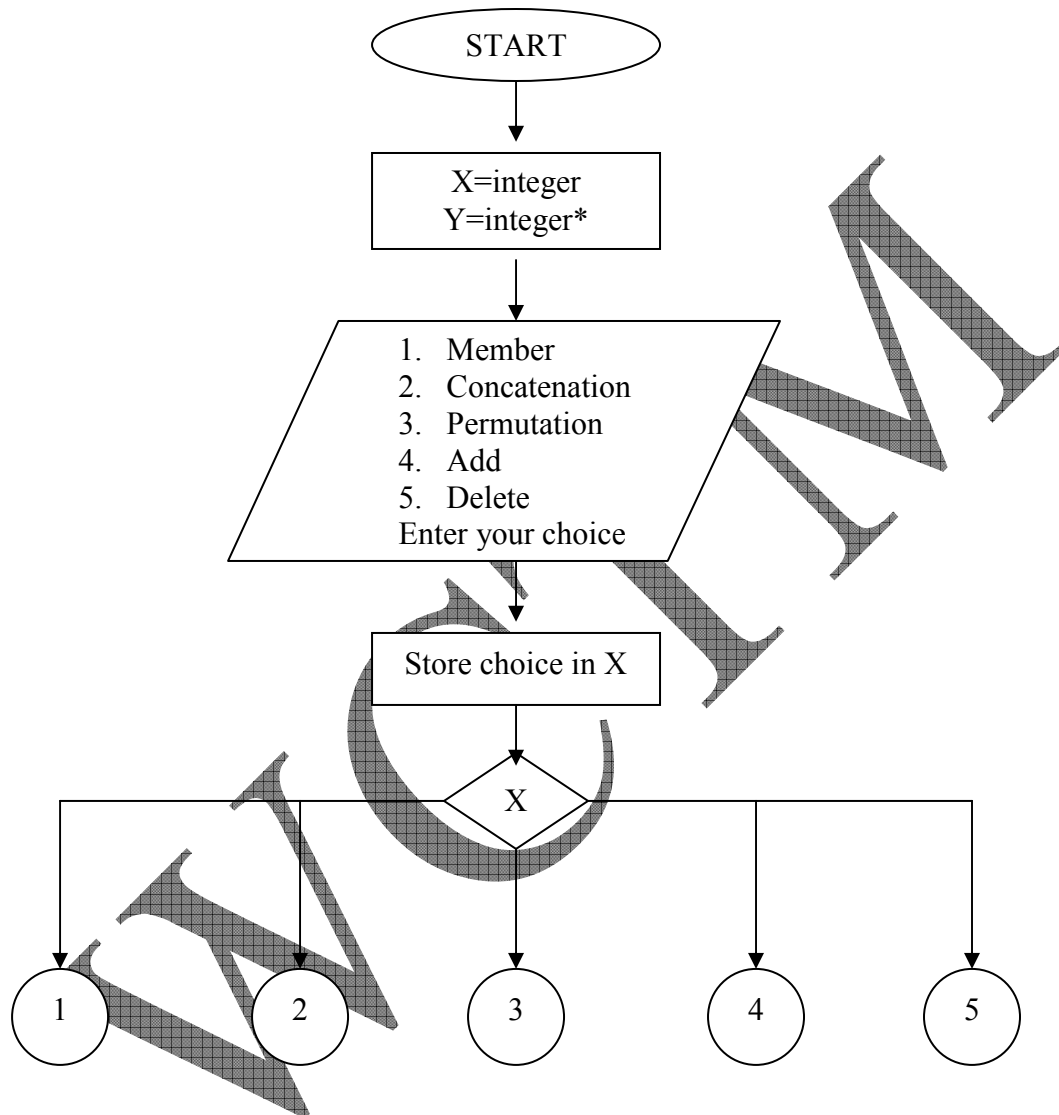 START
X=integer
Y=integer*
1. Member
2. Concatenation
3. Permutation
4. Add
5. Delete
Enter your choice
Store choice in X
X
1 2 3 4 5
WCTM